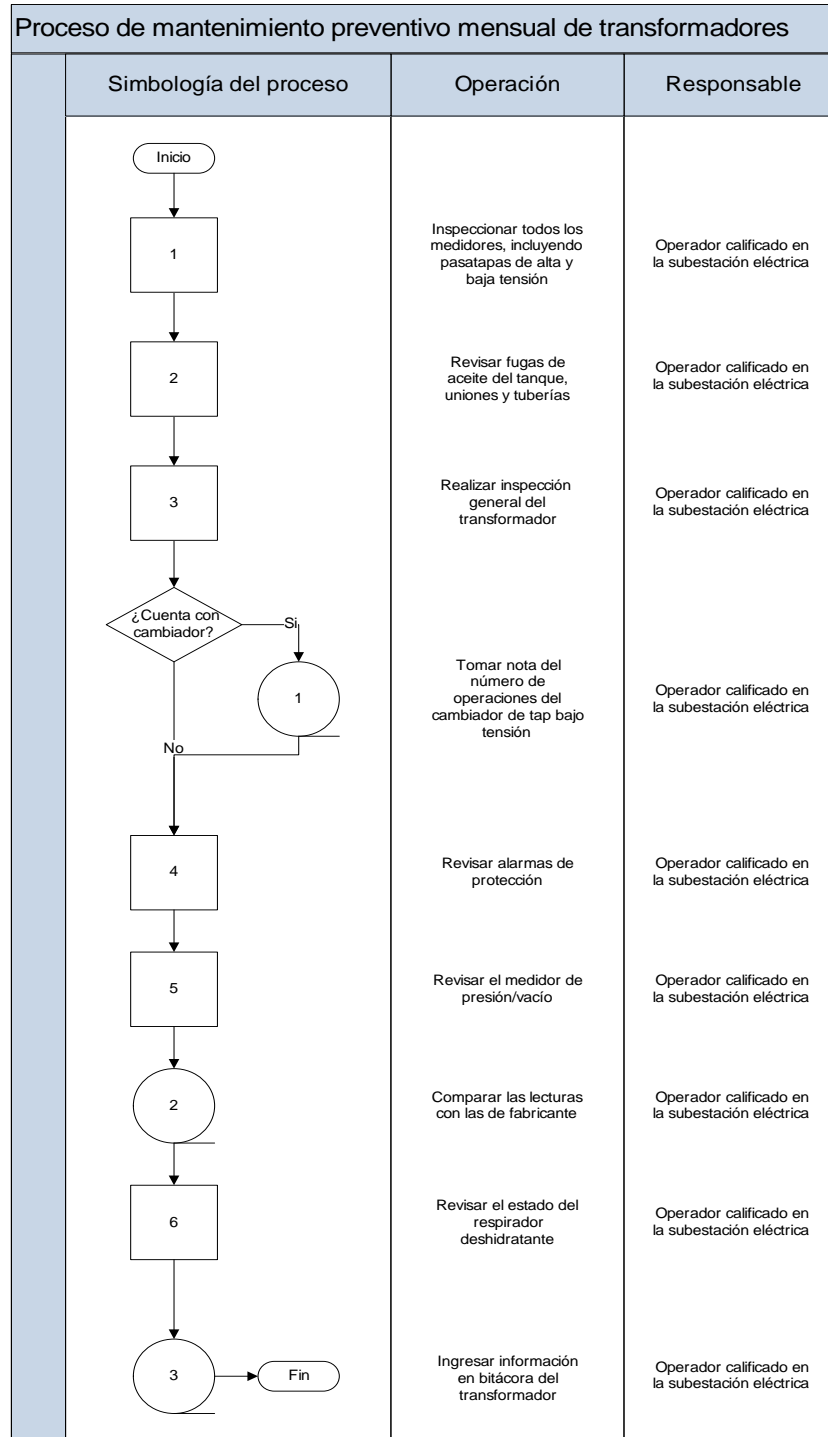 Proceso de mantenimiento preventivo mensual de transformadores
Simbología del proceso
Operación
Responsable
Inicio
1
Inspeccionar todos los
medidores, incluyendo
pasatapas de alta y
baja tensión
Operador calificado en
la subestación eléctrica
2
Revisar fugas de
aceite del tanque,
uniones y tuberías
Operador calificado en
la subestación eléctrica
3
Realizar inspección
general del
transformador
Operador calificado en
la subestación eléctrica
¿Cuenta con
cambiador?
Si
1
Tomar nota del
número de
operaciones del
cambiador de tap bajo
tensión
Operador calificado en
la subestación eléctrica
No
4
Revisar alarmas de
protección
Operador calificado en
la subestación eléctrica
5
Revisar el medidor de
presión/vacío
Operador calificado en
la subestación eléctrica
2
Comparar las lecturas
con las de fabricante
Operador calificado en
la subestación eléctrica
6
Revisar el estado del
respirador
deshidratante
Operador calificado en
la subestación eléctrica
3
Fin
Ingresar información
en bitácora del
transformador
Operador calificado en
la subestación eléctrica